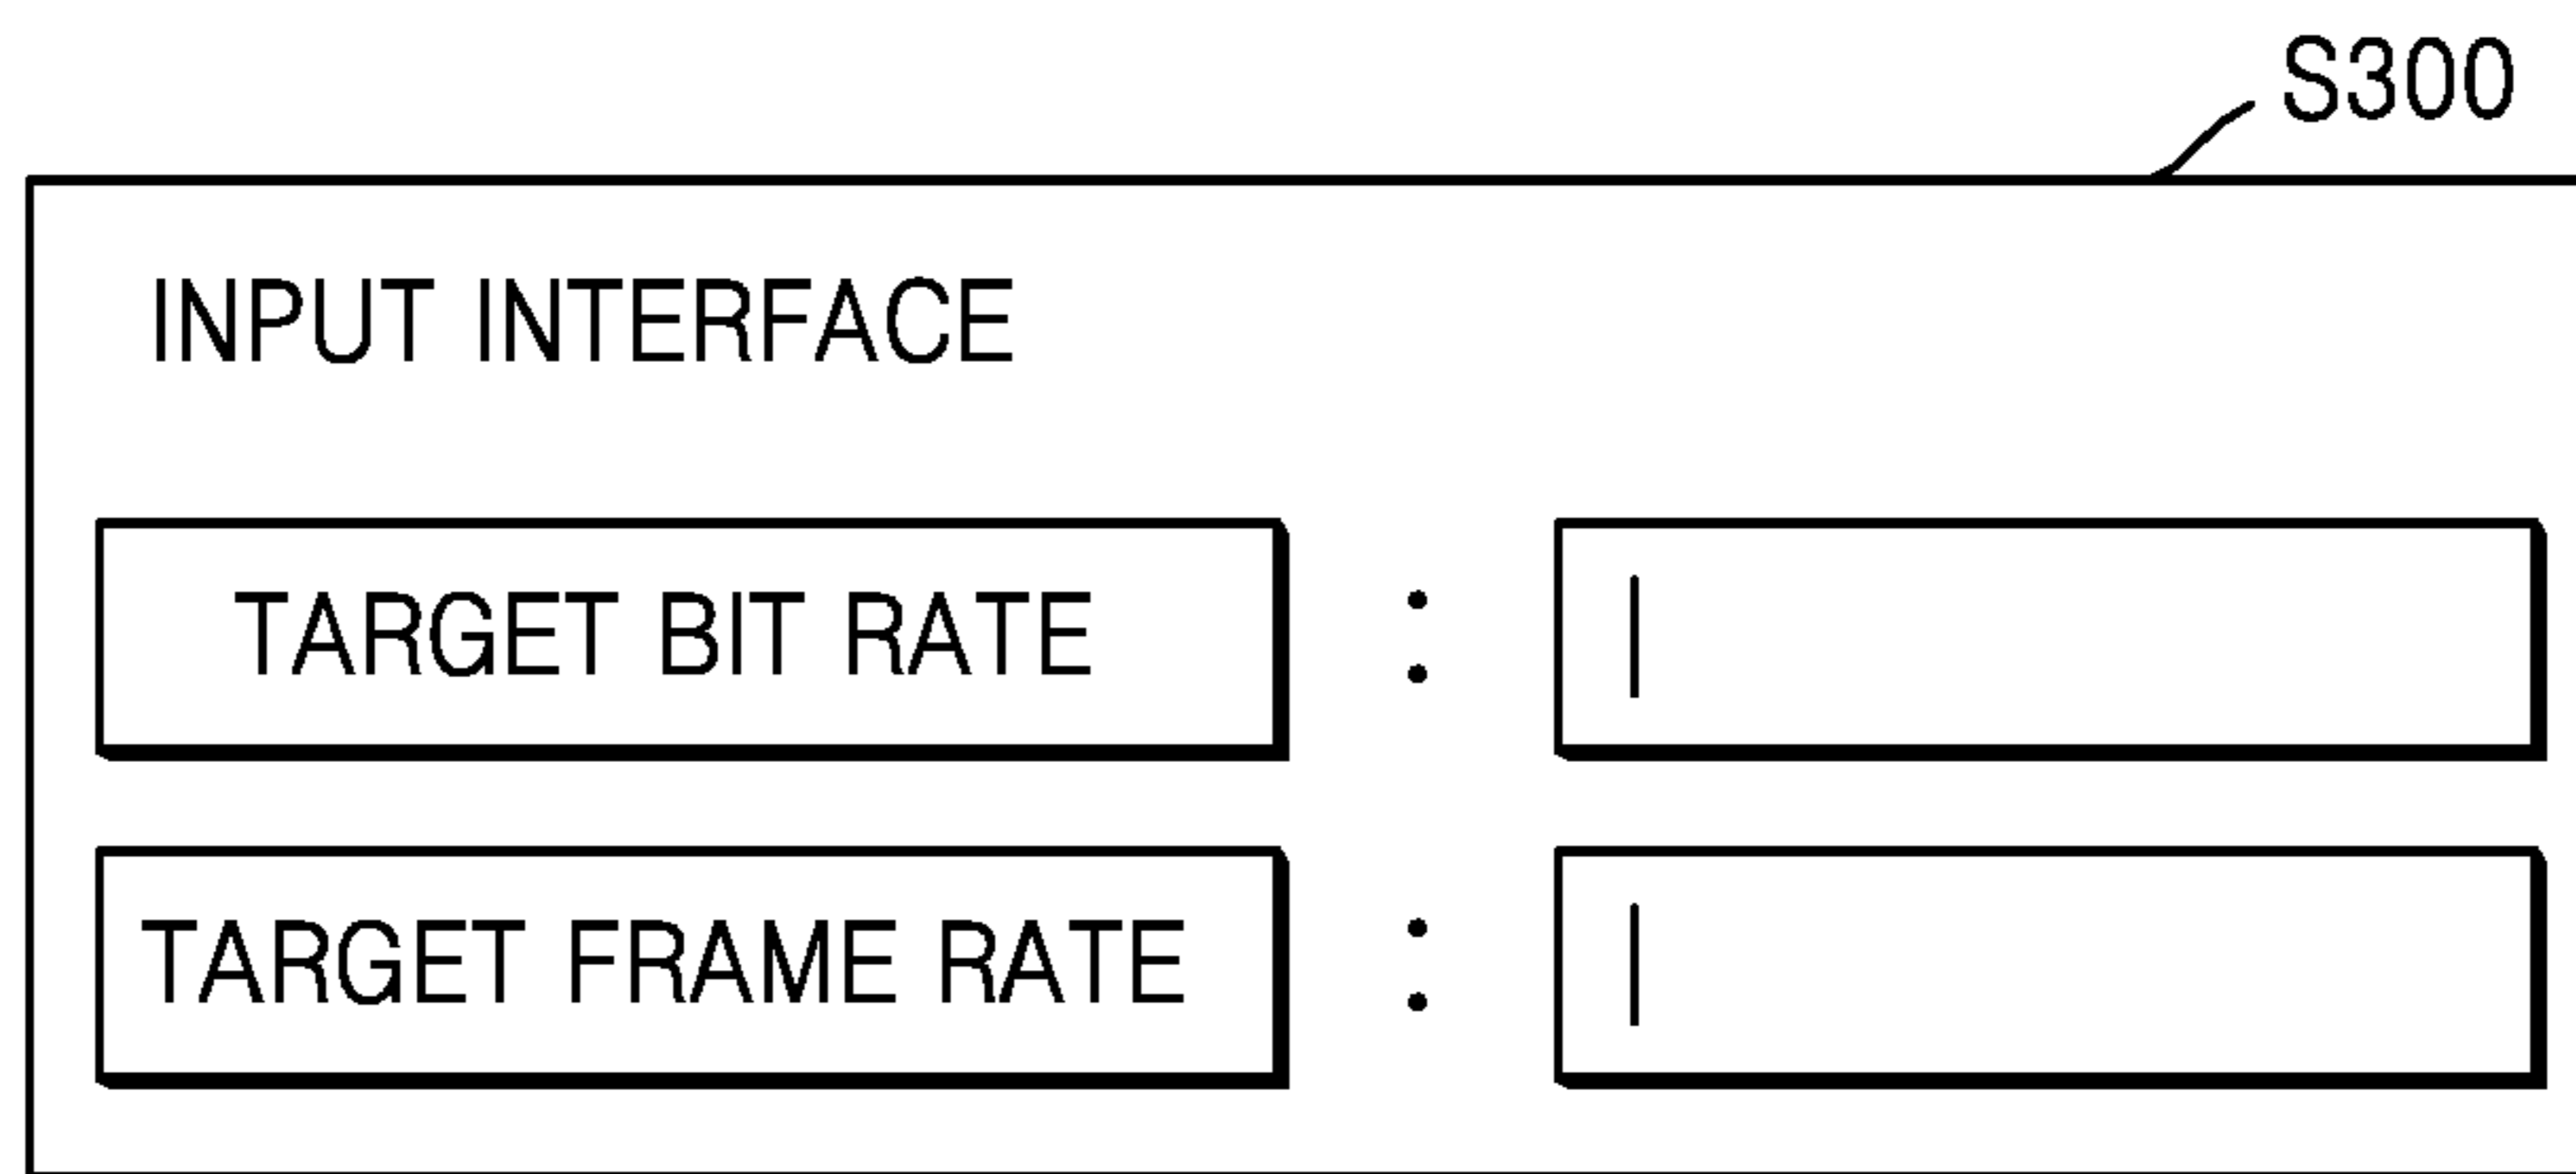 S300
INPUT INTERFACE
TARGET BIT RATE : |
TARGET FRAME RATE : |